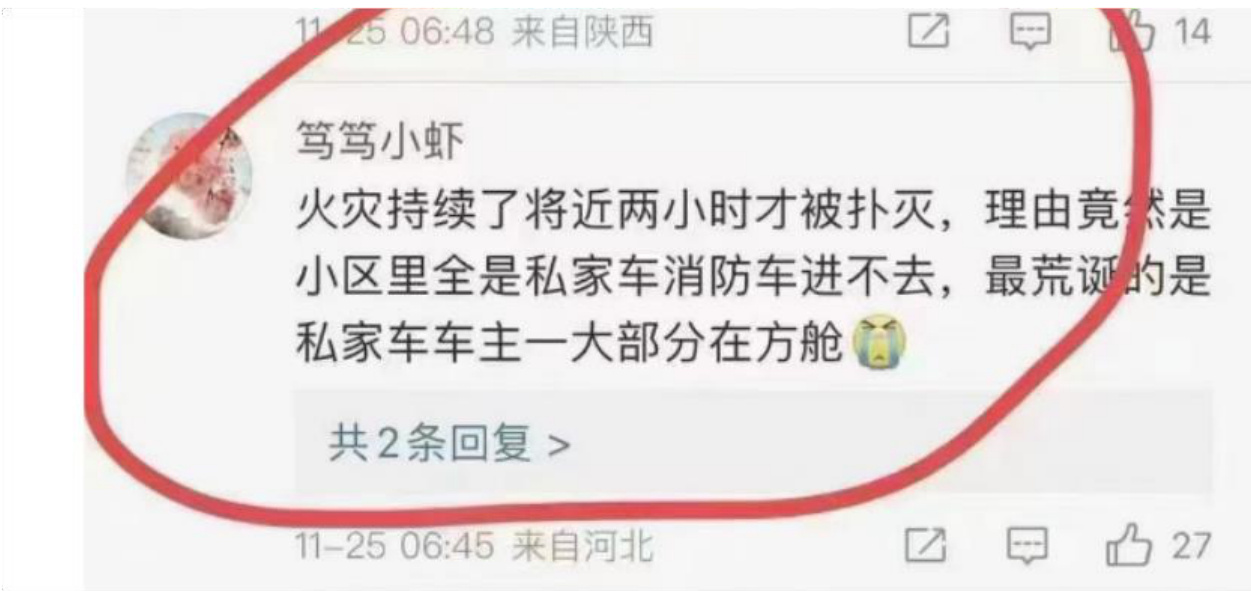 11-25 06:48 来自陕西
14
笃笃小虾
火灾持续了将近两小时才被扑灭，理由竟然是
小区里全是私家车消防车进不去，最荒诞的是
私家车车主一大部分在方舱
共2条回复 >
11-25 06:45 来自河北
27